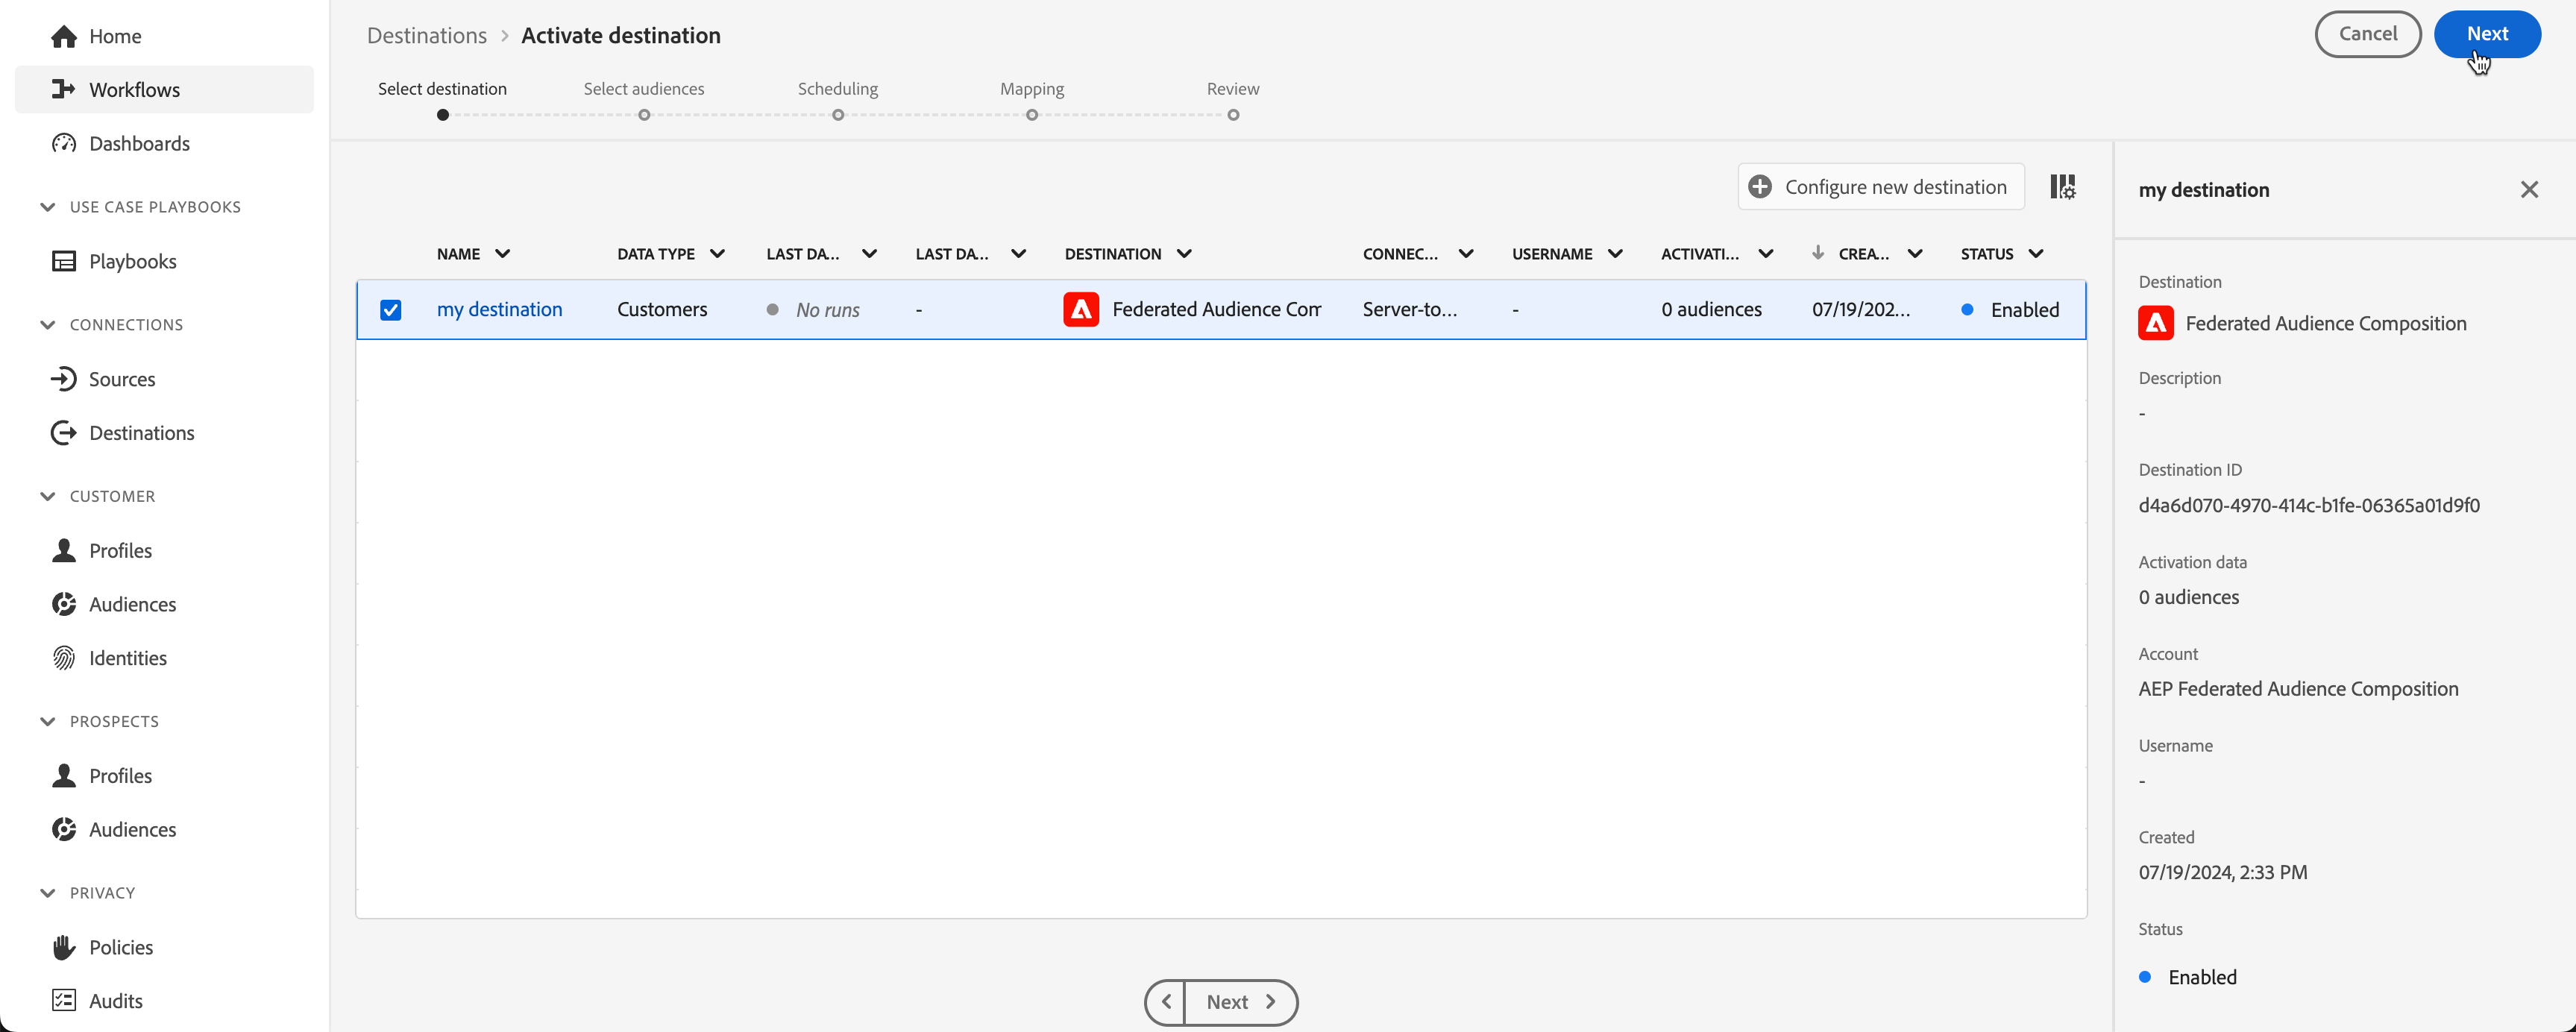 Home
Workflows
Dashboards
USE CASE PLAYBOOKS
Playbooks
CONNECTIONS
Sources
Destinations
CUSTOMER
Profiles
Audiences
Identities
PROSPECTS
Profiles
Audiences
PRIVACY
Policies
Audits
Destinations > Activate destination
Cancel Next
Select destination Select audiences Scheduling Mapping Review
Configure new destination
NAME DATA TYPE LAST DA... LAST DA... DESTINATION CONNEC... USERNAME ACTIVATI... CREA... STATUS
my destination Customers No runs - Federated Audience Com Server-to... - 0 audiences 07/19/202... Enabled
Next
my destination
Destination
Federated Audience Composition
Description
-
Destination ID
d4a6d070-4970-414c-b1fe-06365a01d9f0
Activation data
0 audiences
Account
AEP Federated Audience Composition
Username
-
Created
07/19/2024, 2:33 PM
Status
Enabled